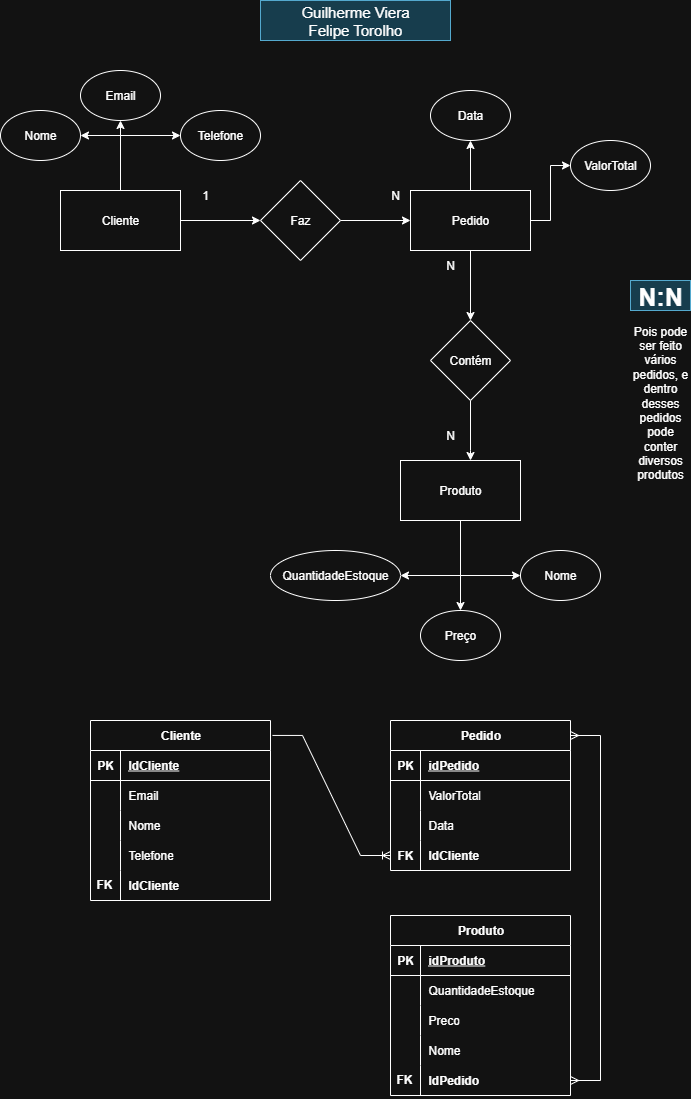 Guilherme Viera
Felipe Torolho
Email
Nome
Telefone
Data
ValorTotal
Cliente
1
Faz
N
Pedido
N
N:N
Pois pode
ser feito
vários
pedidos, e
dentro
desses
pedidos
pode
conter
diversos
produtos
Contém
N
Produto
QuantidadeEstoque
Nome
Preço
Cliente
PK IdCliente
Email
Nome
Telefone
FK IdCliente
Pedido
PK idPedido
ValorTotal
Data
FK IdCliente
Produto
PK idProduto
QuantidadeEstoque
Preco
Nome
FK IdPedido